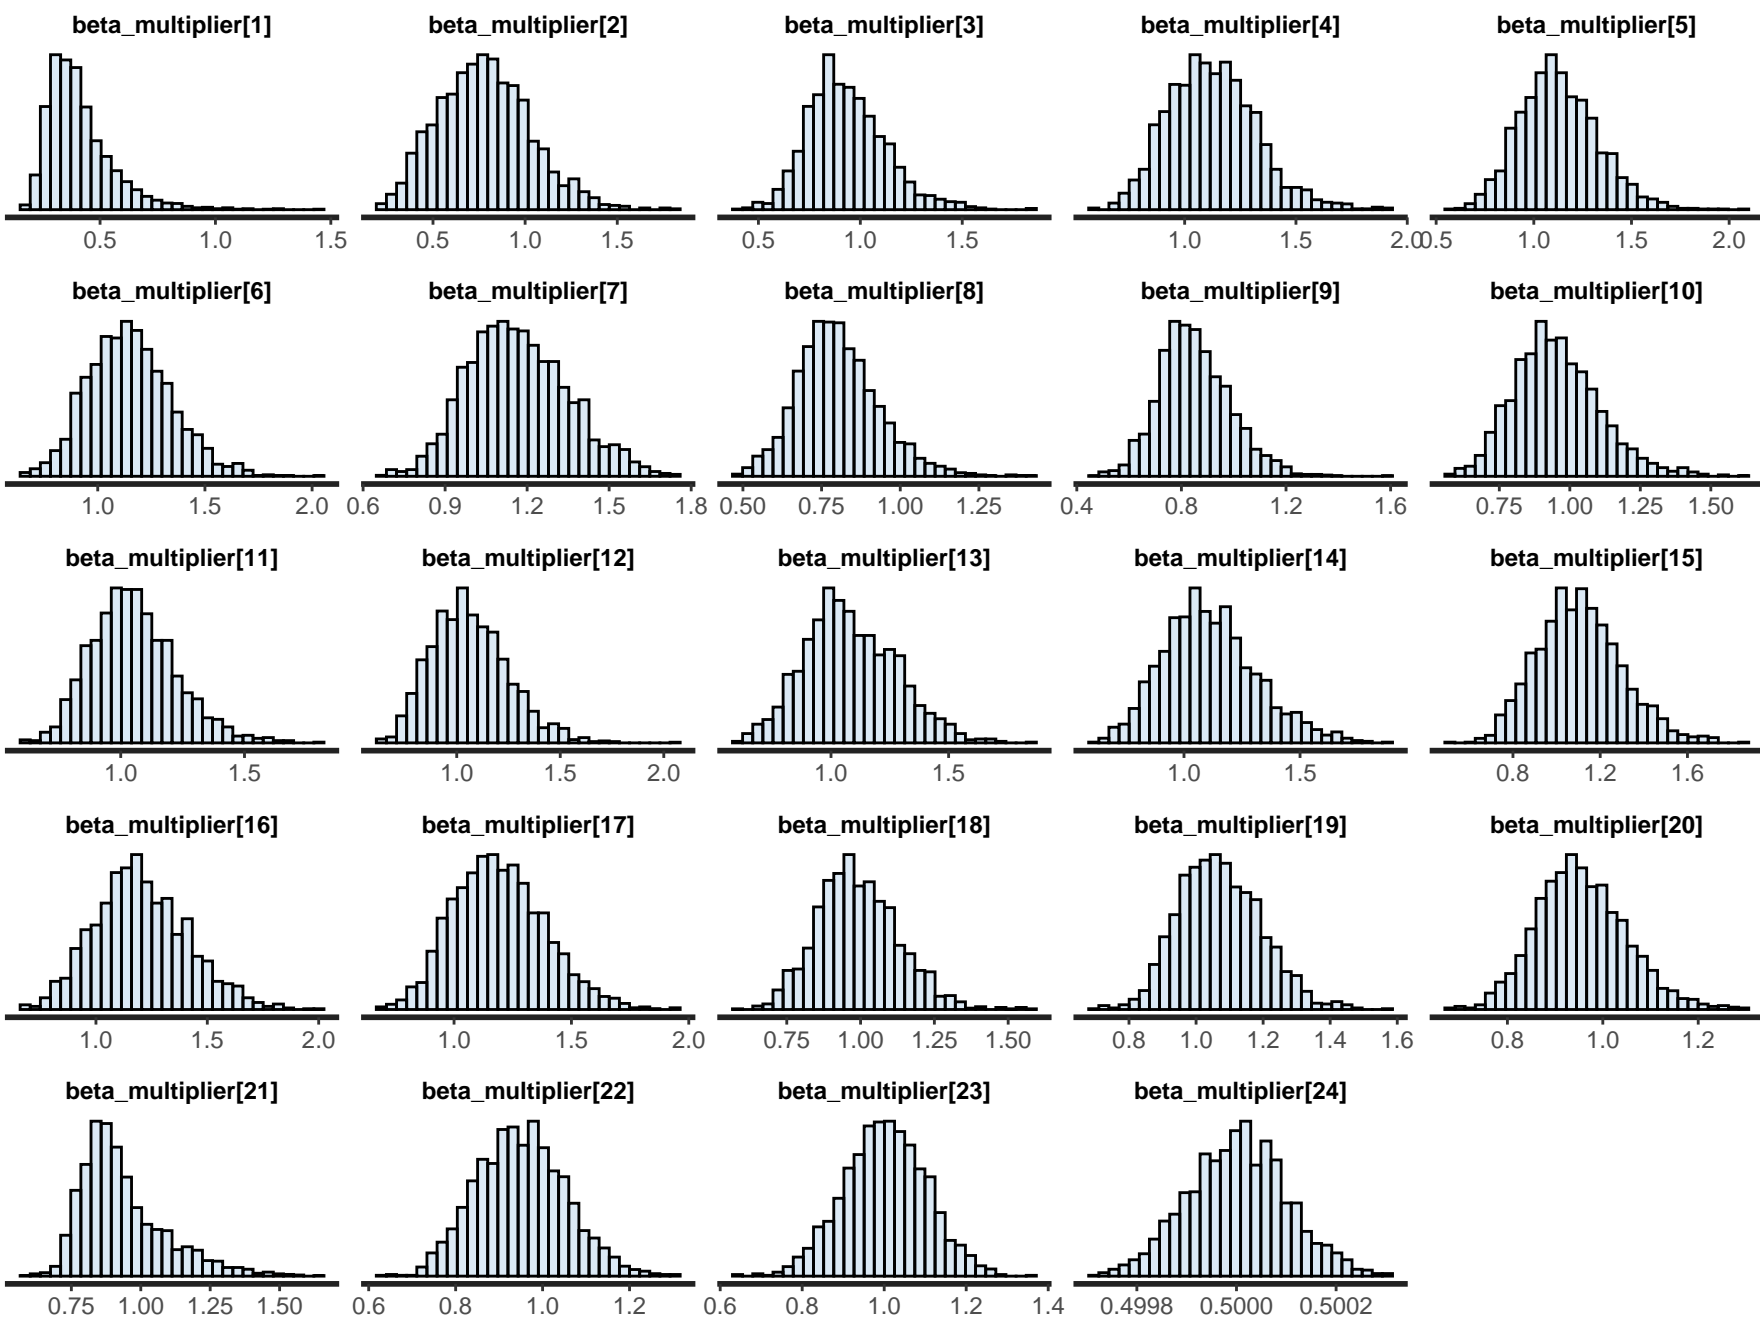 beta_multiplier[1] beta_multiplier[2] beta_multiplier[3] beta_multiplier[4] beta_multiplier[5]
0.5 1.0 1.5 0.5 1.0 1.5 0.5 1.0 1.5 1.0 1.5 2.0 0.5 1.0 1.5 2.0
beta_multiplier[6] beta_multiplier[7] beta_multiplier[8] beta_multiplier[9] beta_multiplier[10]
1.0 1.5 2.0 0.6 0.9 1.2 1.5 1.8 0.50 0.75 1.00 1.25 0.4 0.8 1.2 1.6 0.75 1.00 1.25 1.50
beta_multiplier[11] beta_multiplier[12] beta_multiplier[13] beta_multiplier[14] beta_multiplier[15]
1.0 1.5 1.0 1.5 2.0 1.0 1.5 1.0 1.5 0.8 1.2 1.6
beta_multiplier[16] beta_multiplier[17] beta_multiplier[18] beta_multiplier[19] beta_multiplier[20]
1.0 1.5 2.0 1.0 1.5 2.0 0.75 1.00 1.25 1.50 0.8 1.0 1.2 1.4 1.6 0.8 1.0 1.2
beta_multiplier[21] beta_multiplier[22] beta_multiplier[23] beta_multiplier[24]
0.75 1.00 1.25 1.50 0.6 0.8 1.0 1.2 0.6 0.8 1.0 1.2 1.4 0.4998 0.5000 0.5002